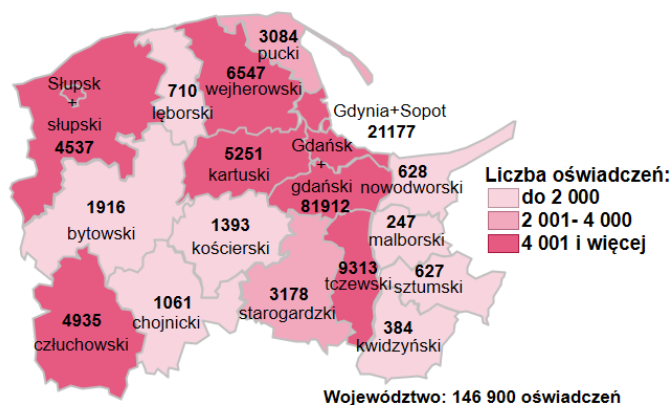 3084
pucki
6547
wejherowski
710
lęborski
Słupsk
+
słupski
4537
Gdynia+Sopot
21177
5251
kartuski
Gdańsk
+
gdański
81912
628
nowodworski
1916
bytowski
1393
kościerski
247
malborski
9313
tczewski
627
sztumski
3178
starogardzki
1061
chojnicki
4935
człuchowski
384
kwidzyński
Liczba oświadczeń:
do 2 000
2 001- 4 000
4 001 i więcej
Województwo: 146 900 oświadczeń